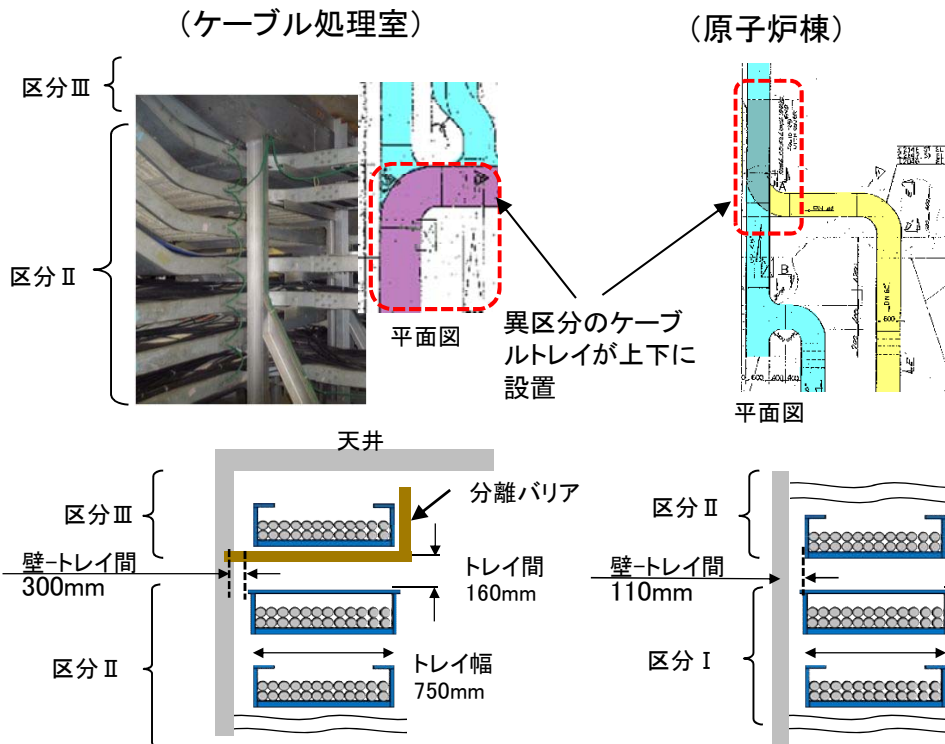 (ケーブル処理室)
(原子炉棟)
区分Ⅲ
区分Ⅱ
平面図
異区分のケーブ
ルトレイが上下に
設置
A
B
600
平面図
天井
分離バリア
区分Ⅲ
壁-トレイ間
300mm
トレイ間
160mm
区分Ⅱ
トレイ幅
750mm
区分Ⅱ
壁-トレイ間
110mm
区分Ⅰ